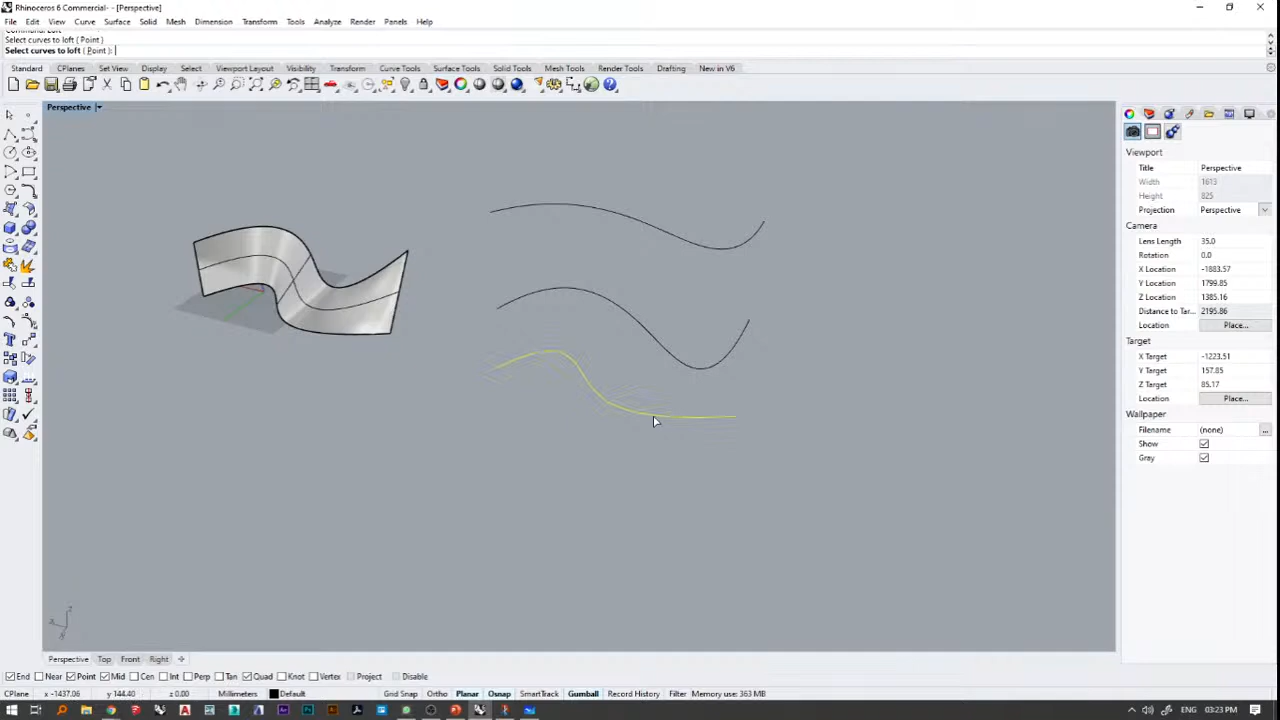 Rhinoceros 6 Commercial- - [Perspective]
File Edit View Curve Surface Solid Mesh Dimension Transform Tools Analyze Render Panels Help
Select curves to loft ( Point )
Select curves to loft ( Point ):
Standard CPlanes Set View Display Select Viewport Layout Visibility Transform Curve Tools Surface Tools Solid Tools Mesh Tools Render Tools Drafting New in V6
Perspective
Viewport
Title Perspective
Width 1613
Height 825
Projection Perspective
Camera
Lens Length 35.0
Rotation 0.0
X Location -1883.57
Y Location 1799.85
Z Location 1385.16
Distance to Tar... 2195.86
Location Place...
Target
X Target -1223.51
Y Target 157.85
Z Target 85.17
Location Place...
Wallpaper
Filename (none) ...
Show
Gray
Perspective Top Front Right
End Near Point Mid Cen Int Perp Tan Quad Knot Vertex Project Disable
CPlane x -1437.06 y 144.40 z 0.00 Millimeters Default Grid Snap Ortho Planar Osnap SmartTrack Gumball Record History Filter Memory use: 363 MB
03:23 PM